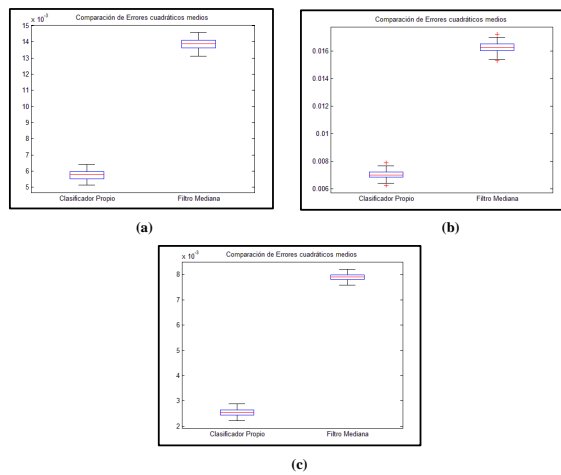 Comparación de Errores cuadráticos medios
x 10⁻³
15
14
13
12
11
10
9
8
7
6
5
Clasificador Propio Filtro Mediana
(a)
Comparación de Errores cuadráticos medios
0.016
0.014
0.012
0.01
0.008
0.006
Clasificador Propio Filtro Mediana
(b)
Comparación de Errores cuadráticos medios
x 10⁻³
8
7
6
5
4
3
2
Clasificador Propio Filtro Mediana
(c)